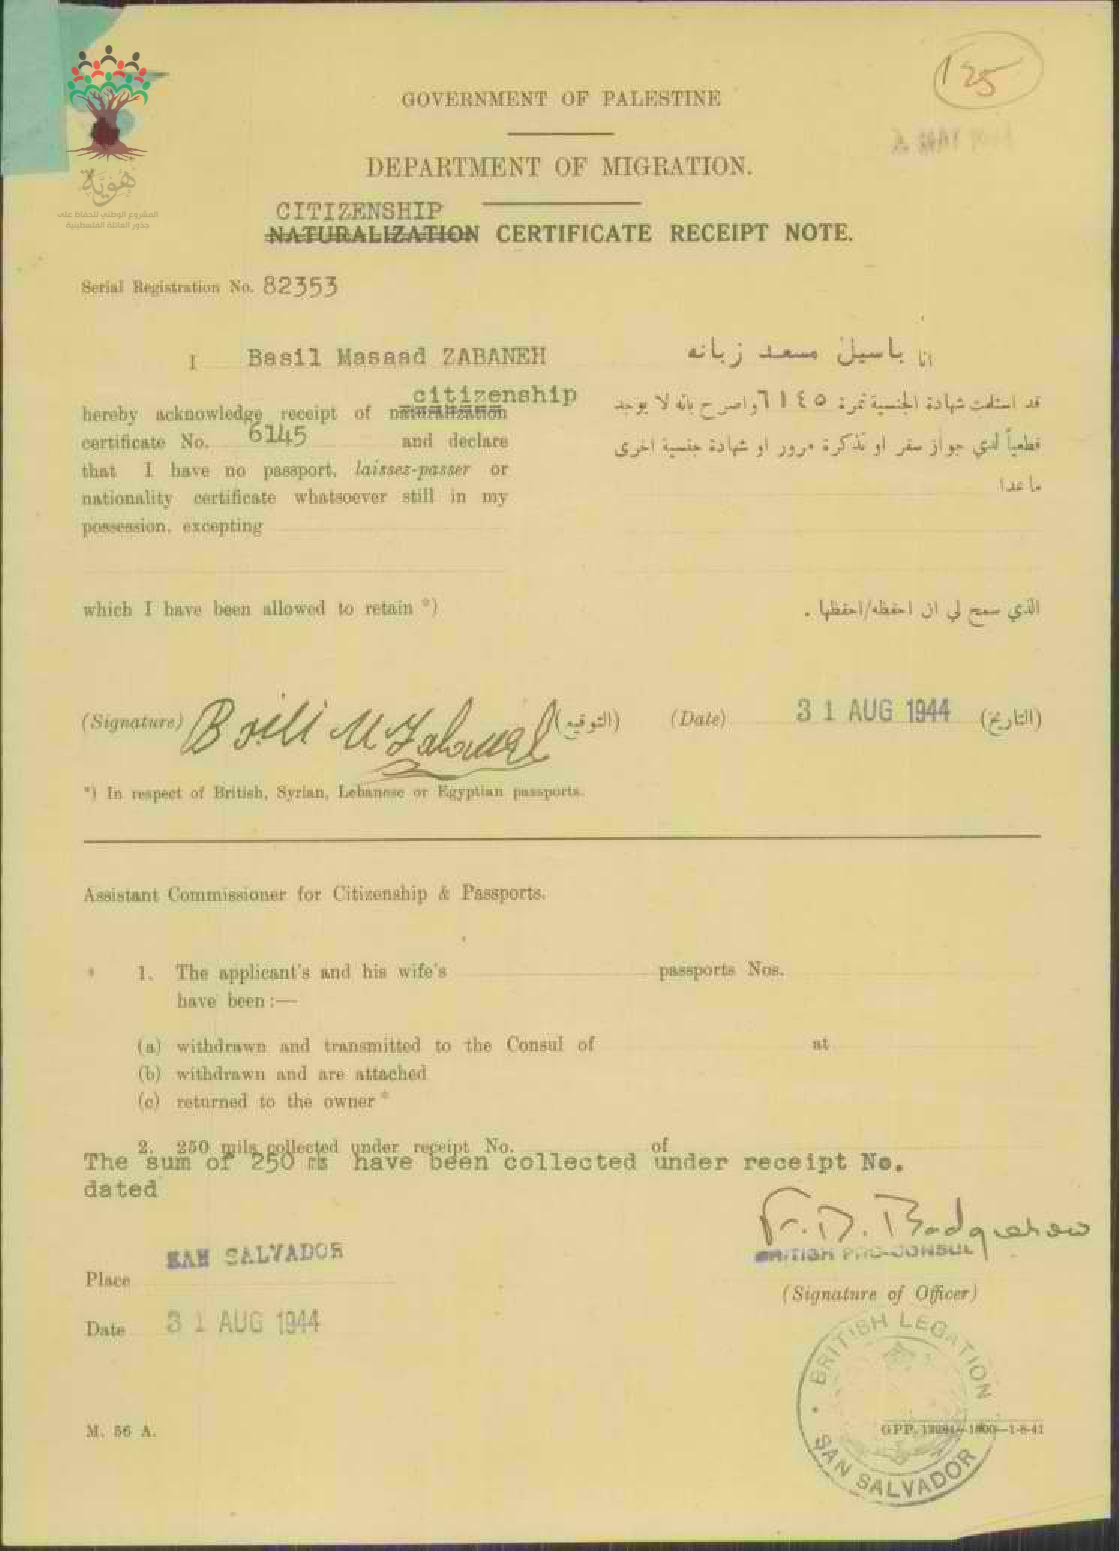 هَويَّة
المشروع الوطني للحفاظ على
جذور العائلة الفلسطينية
125
GOVERNMENT OF PALESTINE
DEPARTMENT OF MIGRATION.
CITIZENSHIP
NATURALIZATION CERTIFICATE RECEIPT NOTE.
Serial Registration No. 82353
I Basil Masaad ZABANEH
انا باسيل مسعد زبانه
citizenship
hereby acknowledge receipt of naturalization
certificate No. 6145 and declare
that I have no passport, laissez-passer or
nationality certificate whatsoever still in my
possession, excepting
قد استلمت شهادة الجنسية نمرة ٦١٤٥ واصرح بانه لا يوجد
قطعياً لدي جواز سفر او تذكرة مرور او شهادة جنسية اخرى
ما عدا
which I have been allowed to retain *)
الذي سمح لي ان احفظه/احفظها .
(Signature) (التوقيع) (Date) 31 AUG 1944 (التاريخ)
*) In respect of British, Syrian, Lebanese or Egyptian passports.
Assistant Commissioner for Citizenship & Passports.
* 1. The applicant's and his wife's passports Nos.
have been :—
(a) withdrawn and transmitted to the Consul of at
(b) withdrawn and are attached
(c) returned to the owner *
2. 250 mils collected under receipt No. of
The sum of 250 have been collected under receipt No.
dated
SAN SALVADOR
BRITISH PRO-CONSUL
Place
(Signature of Officer)
Date 31 AUG 1944
BRITISH LEGATION
SAN SALVADOR
M. 56 A.